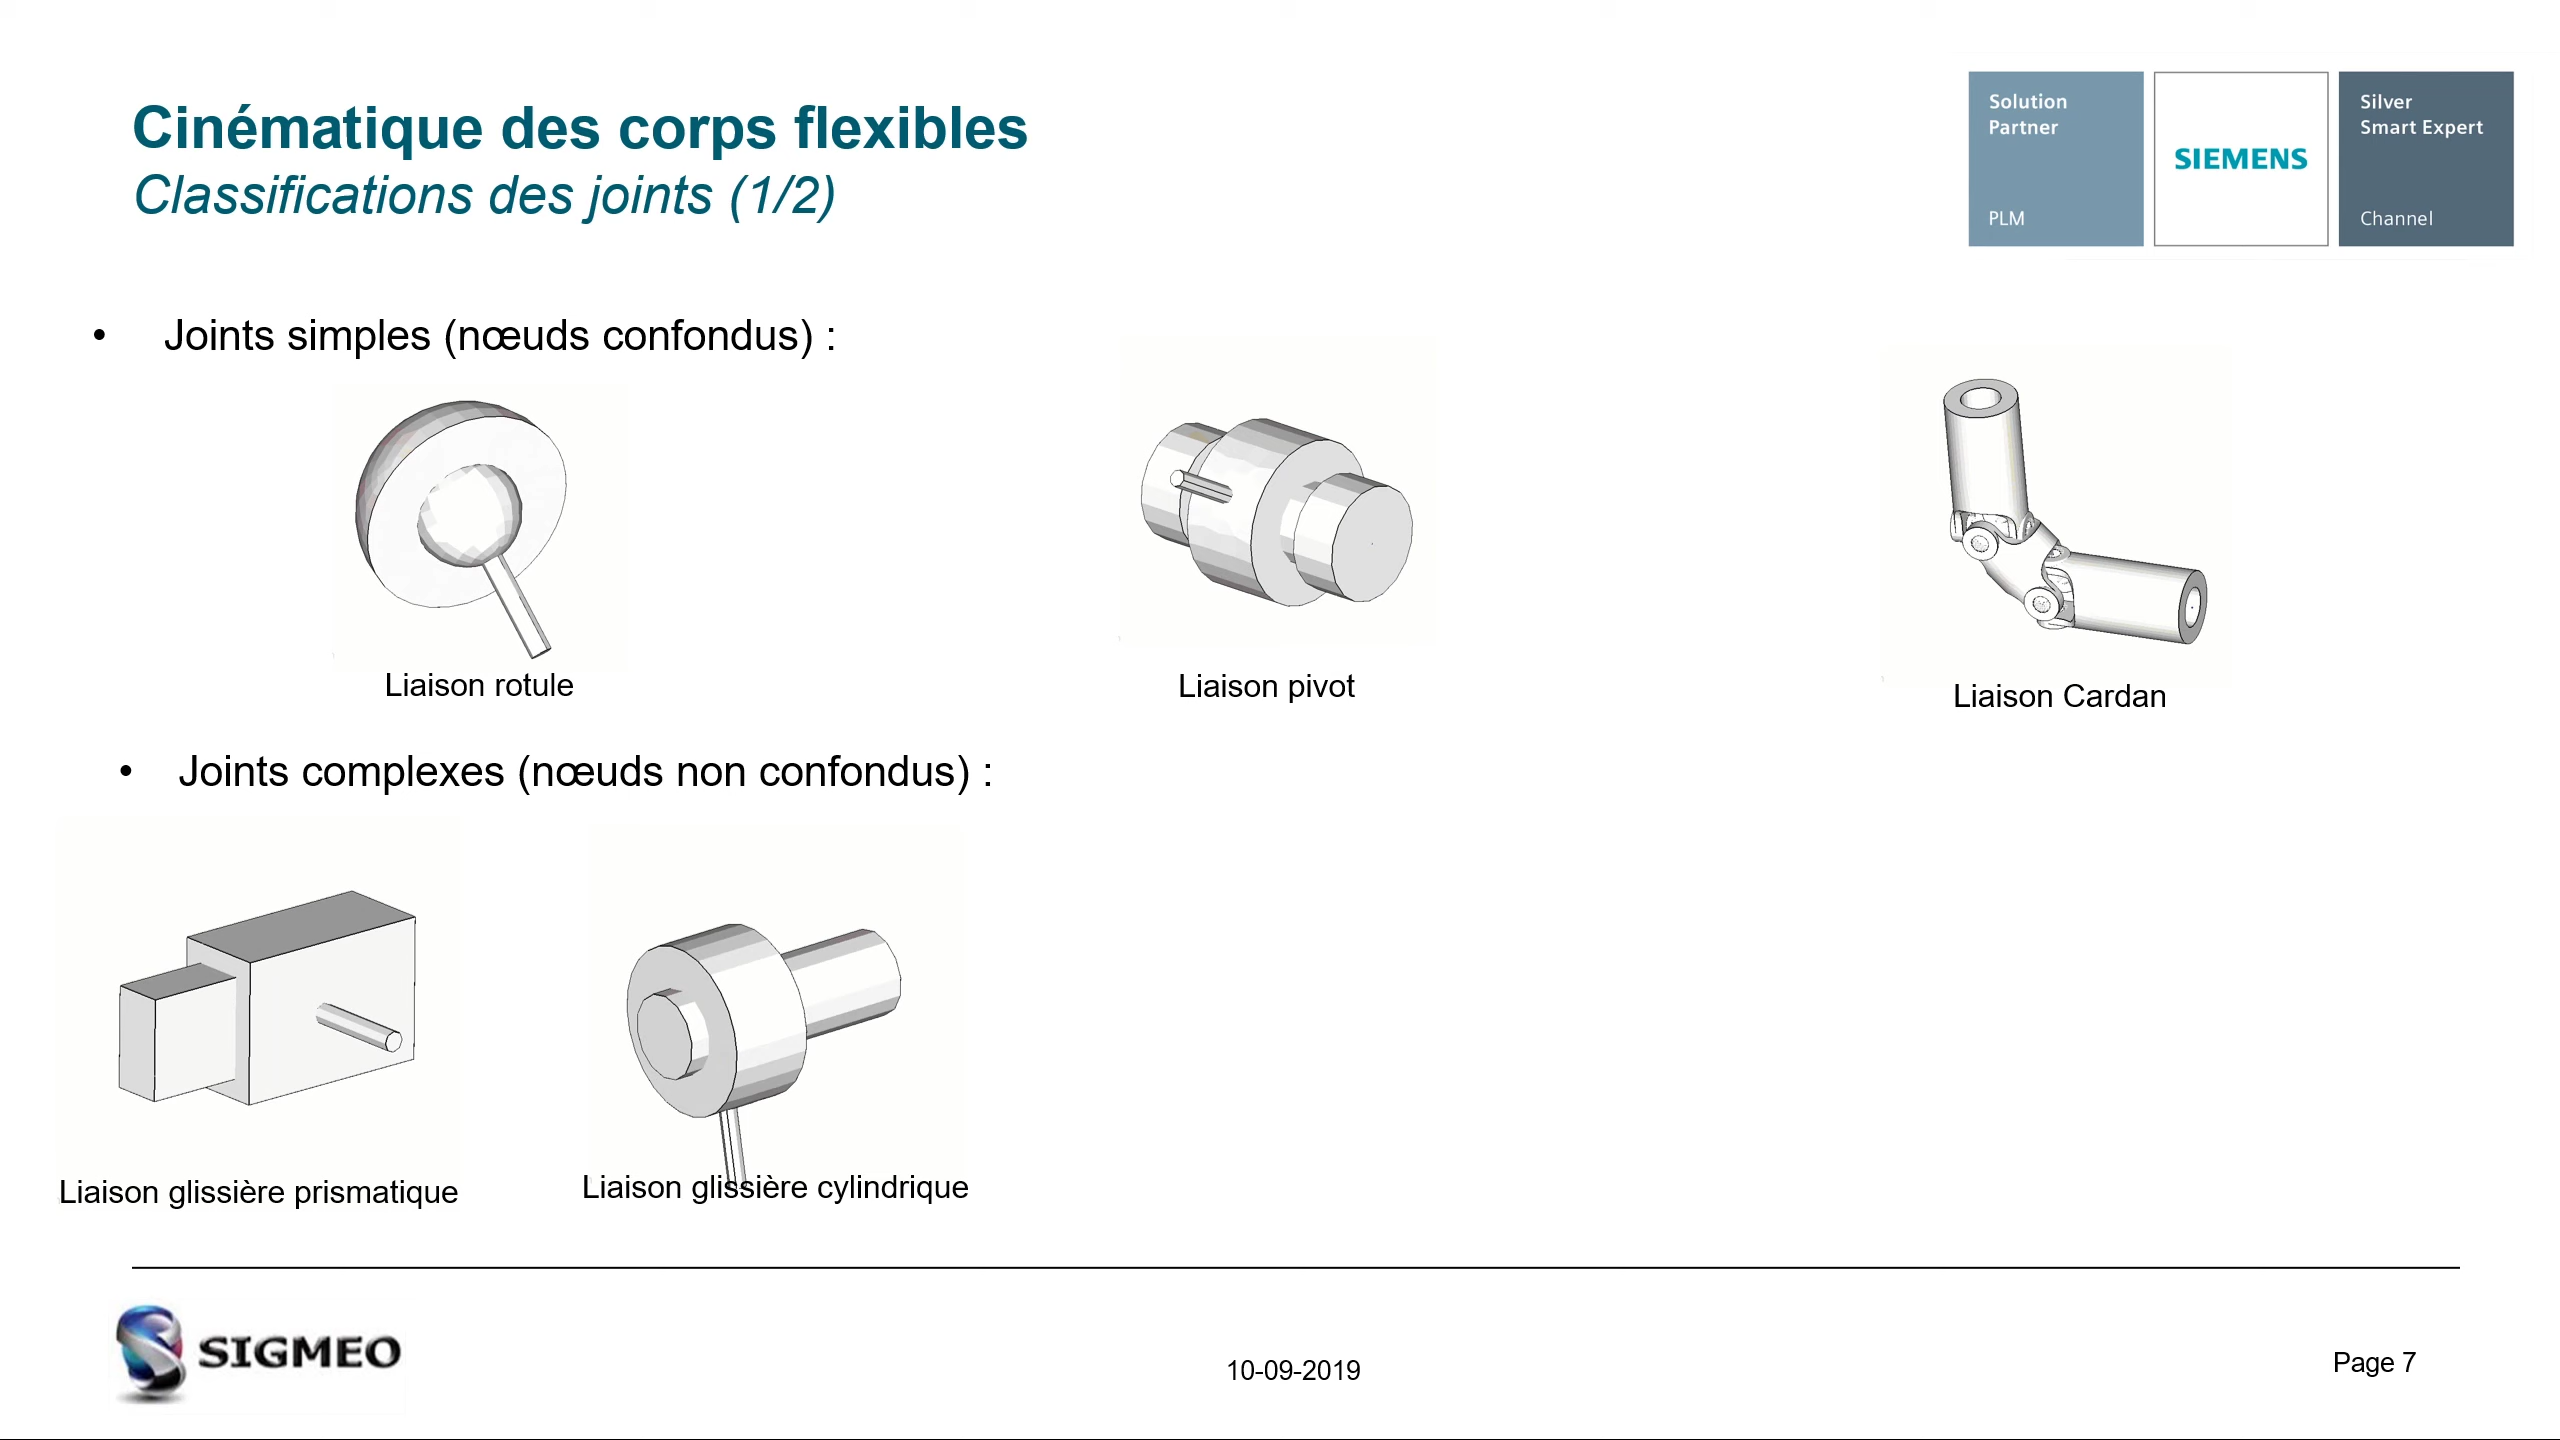 Cinématique des corps flexibles
Classifications des joints (1/2)
Solution
Partner
PLM
SIEMENS
Silver
Smart Expert
Channel
• Joints simples (nœuds confondus) :
Liaison rotule
Liaison pivot
Liaison Cardan
• Joints complexes (nœuds non confondus) :
Liaison glissière prismatique
Liaison glissière cylindrique
SIGMEO
10-09-2019
Page 7